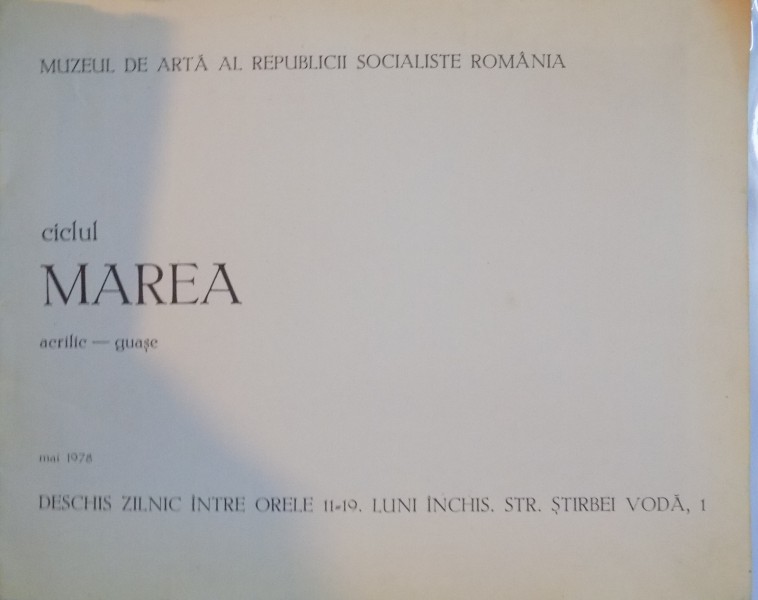 MUZEUL DE ARTĂ AL REPUBLICII SOCIALISTE ROMÂNIA
ciclul
MAREA
acrilic — guașe
mai 1978
DESCHIS ZILNIC ÎNTRE ORELE 11-19. LUNI ÎNCHIS. STR. ȘTIRBEI VODĂ, 1